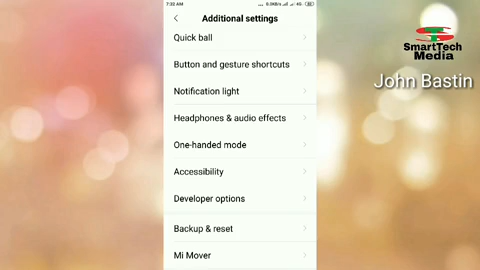 7:32 AM
0.0KB/s
4G
Additional settings
Quick ball
Button and gesture shortcuts
Notification light
Headphones & audio effects
One-handed mode
Accessibility
Developer options
Backup & reset
Mi Mover
SmartTech
Media
John Bastin